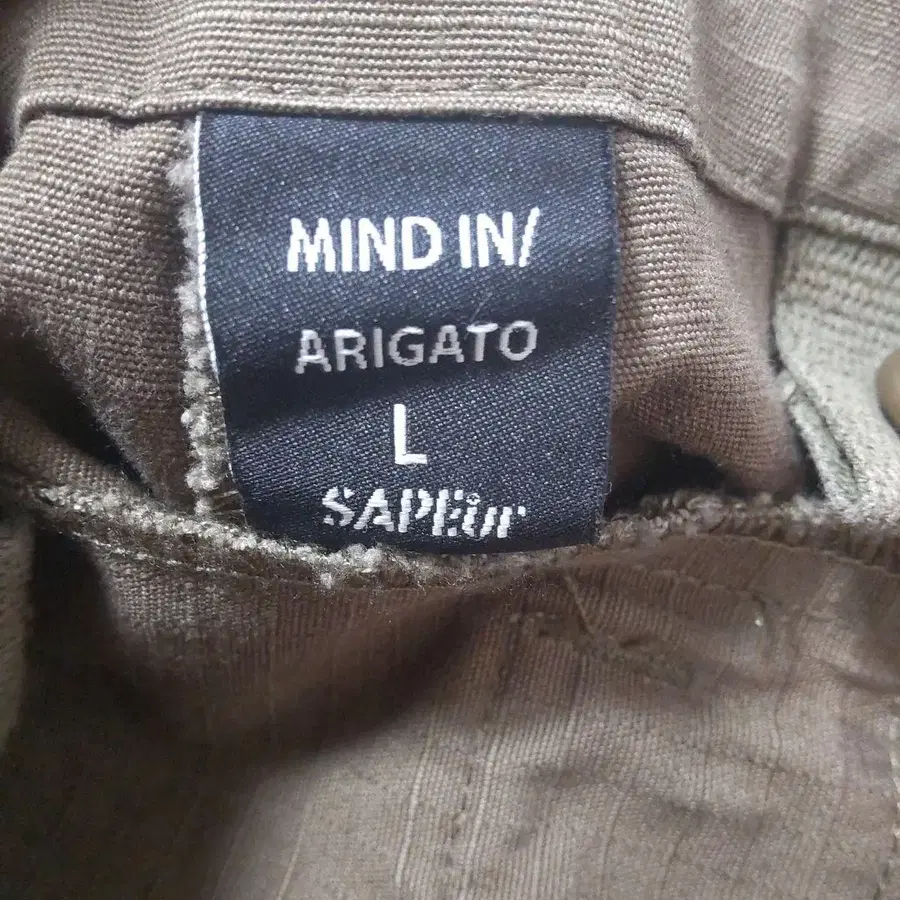 MIND IN/
ARIGATO
L
SAPEur